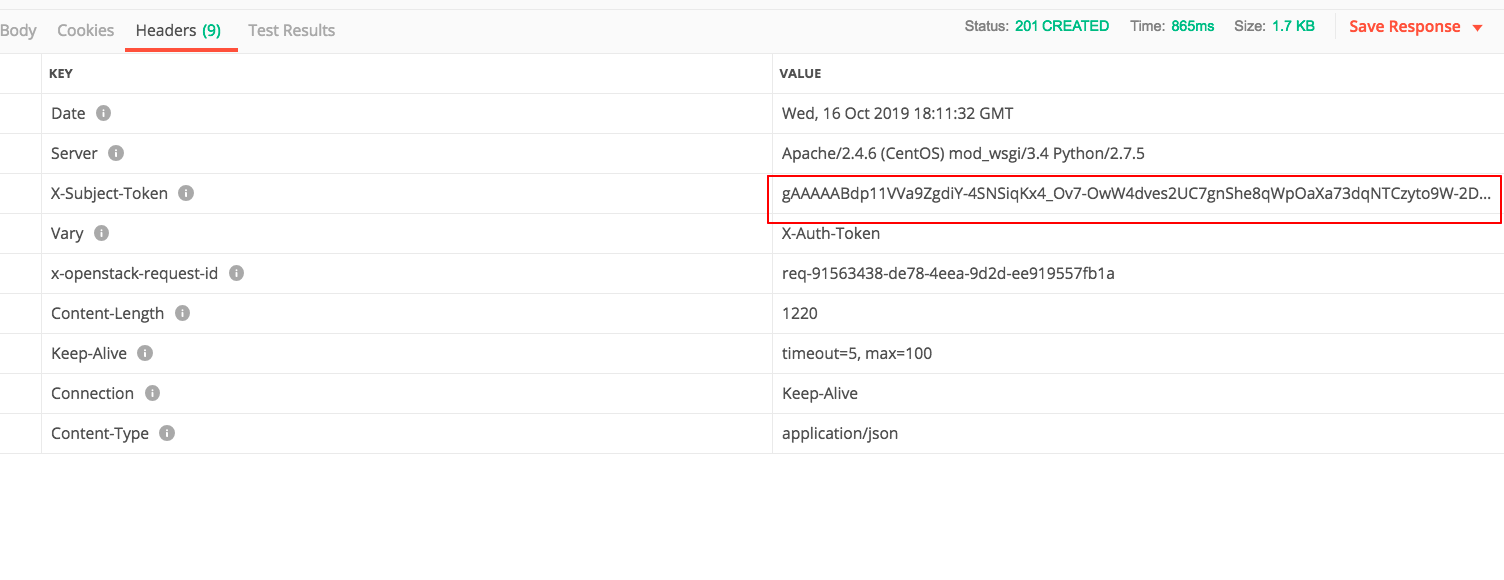 Body Cookies Headers (9) Test Results Status: 201 CREATED Time: 865ms Size: 1.7 KB Save Response
KEY VALUE
Date Wed, 16 Oct 2019 18:11:32 GMT
Server Apache/2.4.6 (CentOS) mod_wsgi/3.4 Python/2.7.5
X-Subject-Token gAAAAABdp11VVa9ZgdiY-4SNSiqKx4_Ov7-OwW4dves2UC7gnShe8qWpOaXa73dqNTCzyto9W-2D...
Vary X-Auth-Token
x-openstack-request-id req-91563438-de78-4eea-9d2d-ee919557fb1a
Content-Length 1220
Keep-Alive timeout=5, max=100
Connection Keep-Alive
Content-Type application/json